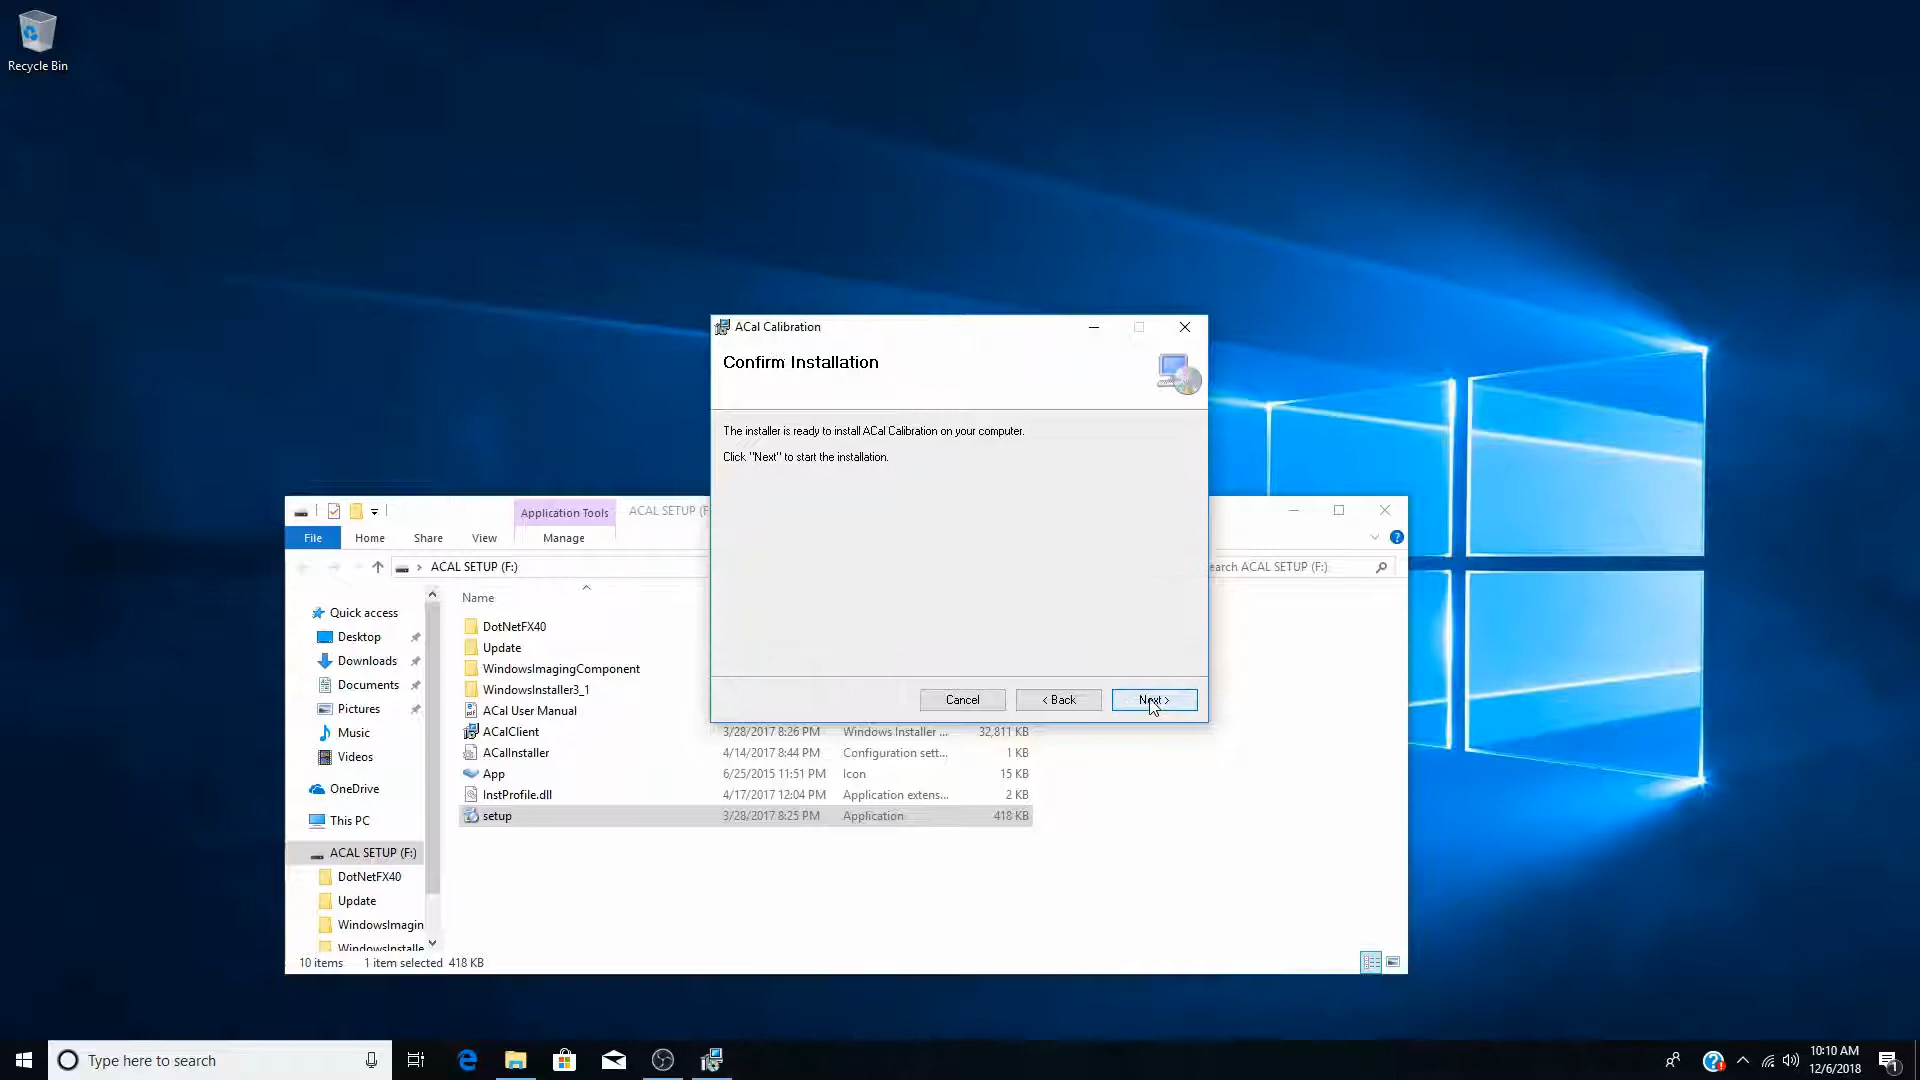 Recycle Bin
ACal Calibration
Confirm Installation
The installer is ready to install ACal Calibration on your computer.
Click "Next" to start the installation.
Cancel
< Back
Next >
Application Tools
ACAL SETUP (F:
File
Home
Share
View
Manage
ACAL SETUP (F:)
earch ACAL SETUP (F:)
Quick access
Desktop
Downloads
Documents
Pictures
Music
Videos
OneDrive
This PC
ACAL SETUP (F:)
DotNetFX40
Update
WindowsImagin
WindowsInstalle
Name
DotNetFX40
Update
WindowsImagingComponent
WindowsInstaller3_1
ACal User Manual
ACalClient 3/28/2017 8:26 PM Windows Installer ... 32,811 KB
ACalInstaller 4/14/2017 8:44 PM Configuration sett... 1 KB
App 6/25/2015 11:51 PM Icon 15 KB
InstProfile.dll 4/17/2017 12:04 PM Application extens... 2 KB
setup 3/28/2017 8:25 PM Application 418 KB
10 items 1 item selected 418 KB
Type here to search
10:10 AM
12/6/2018
1